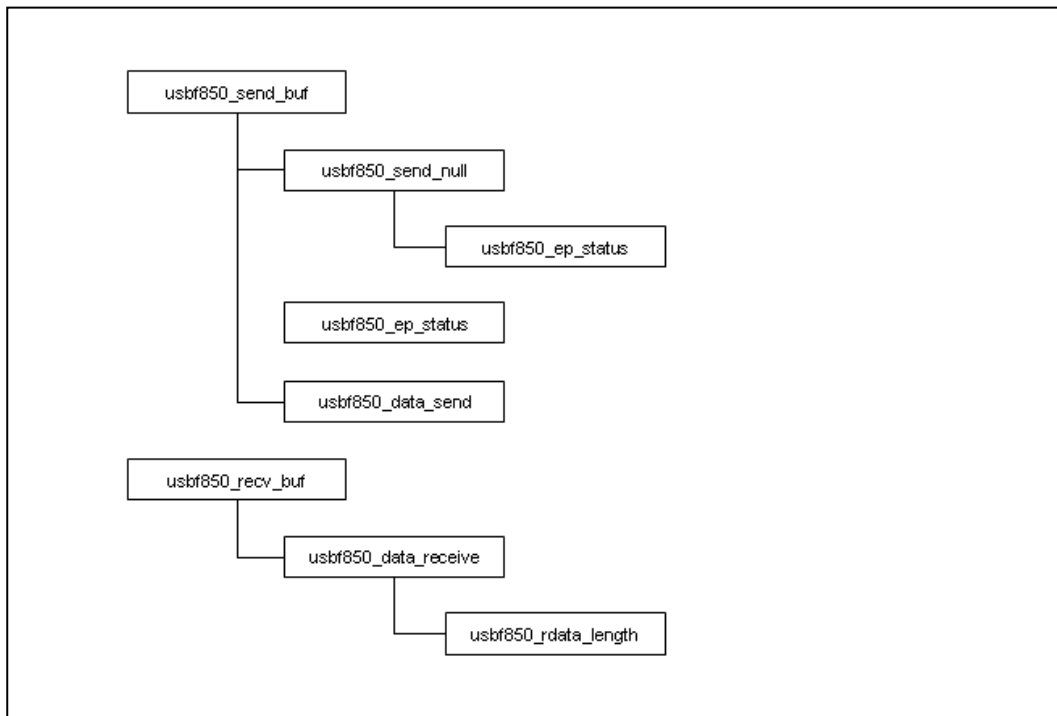 usbf850_send_buf
usbf850_send_null
usbf850_ep_status
usbf850_ep_status
usbf850_data_send
usbf850_recv_buf
usbf850_data_receive
usbf850_rdata_length